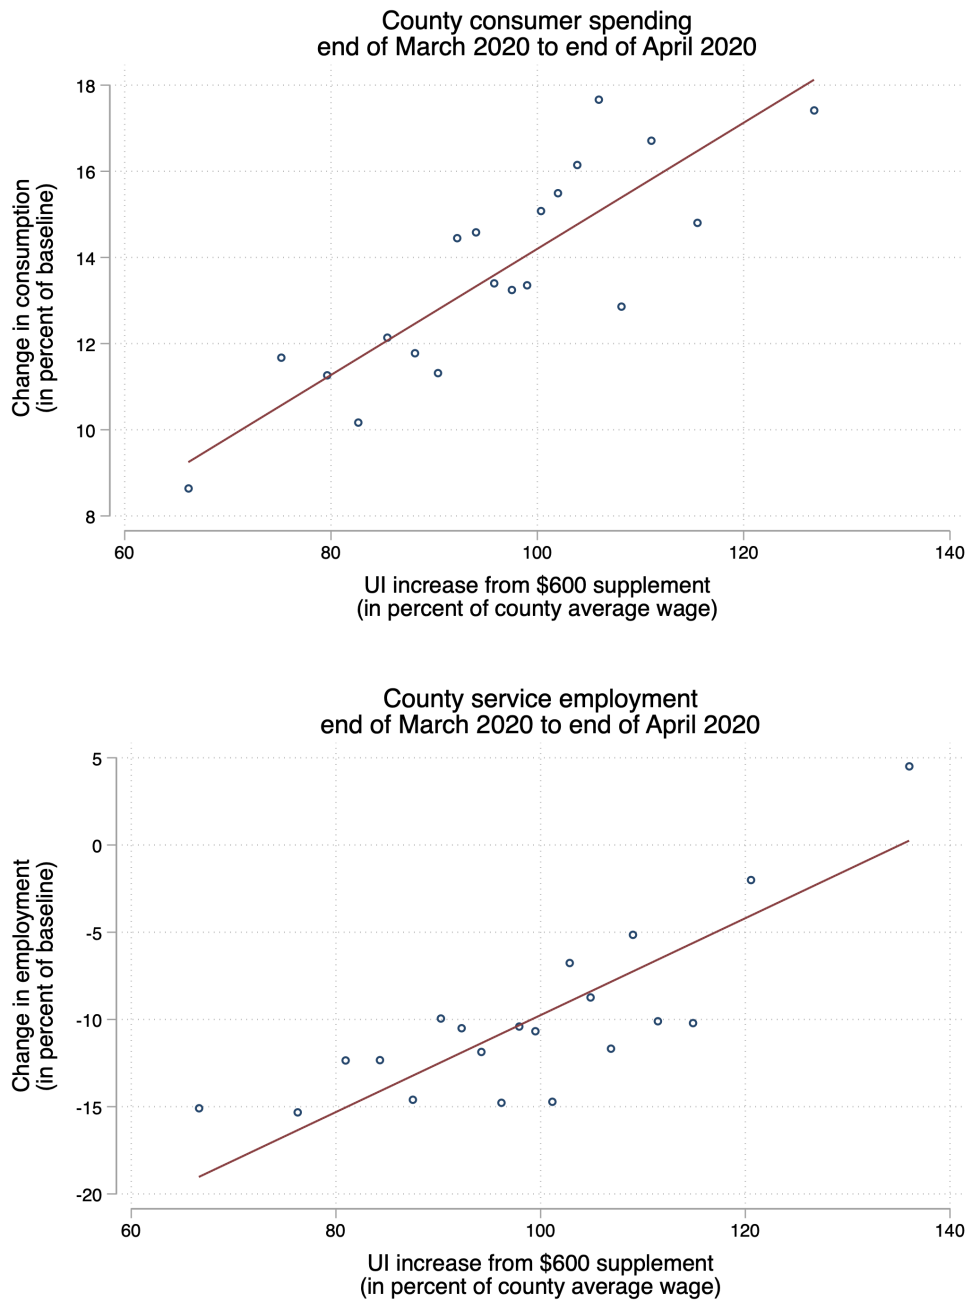 County consumer spending
end of March 2020 to end of April 2020
Change in consumption
(in percent of baseline)
18
16
14
12
10
8
60 80 100 120 140
UI increase from $600 supplement
(in percent of county average wage)
County service employment
end of March 2020 to end of April 2020
Change in employment
(in percent of baseline)
5
0
-5
-10
-15
-20
60 80 100 120 140
UI increase from $600 supplement
(in percent of county average wage)